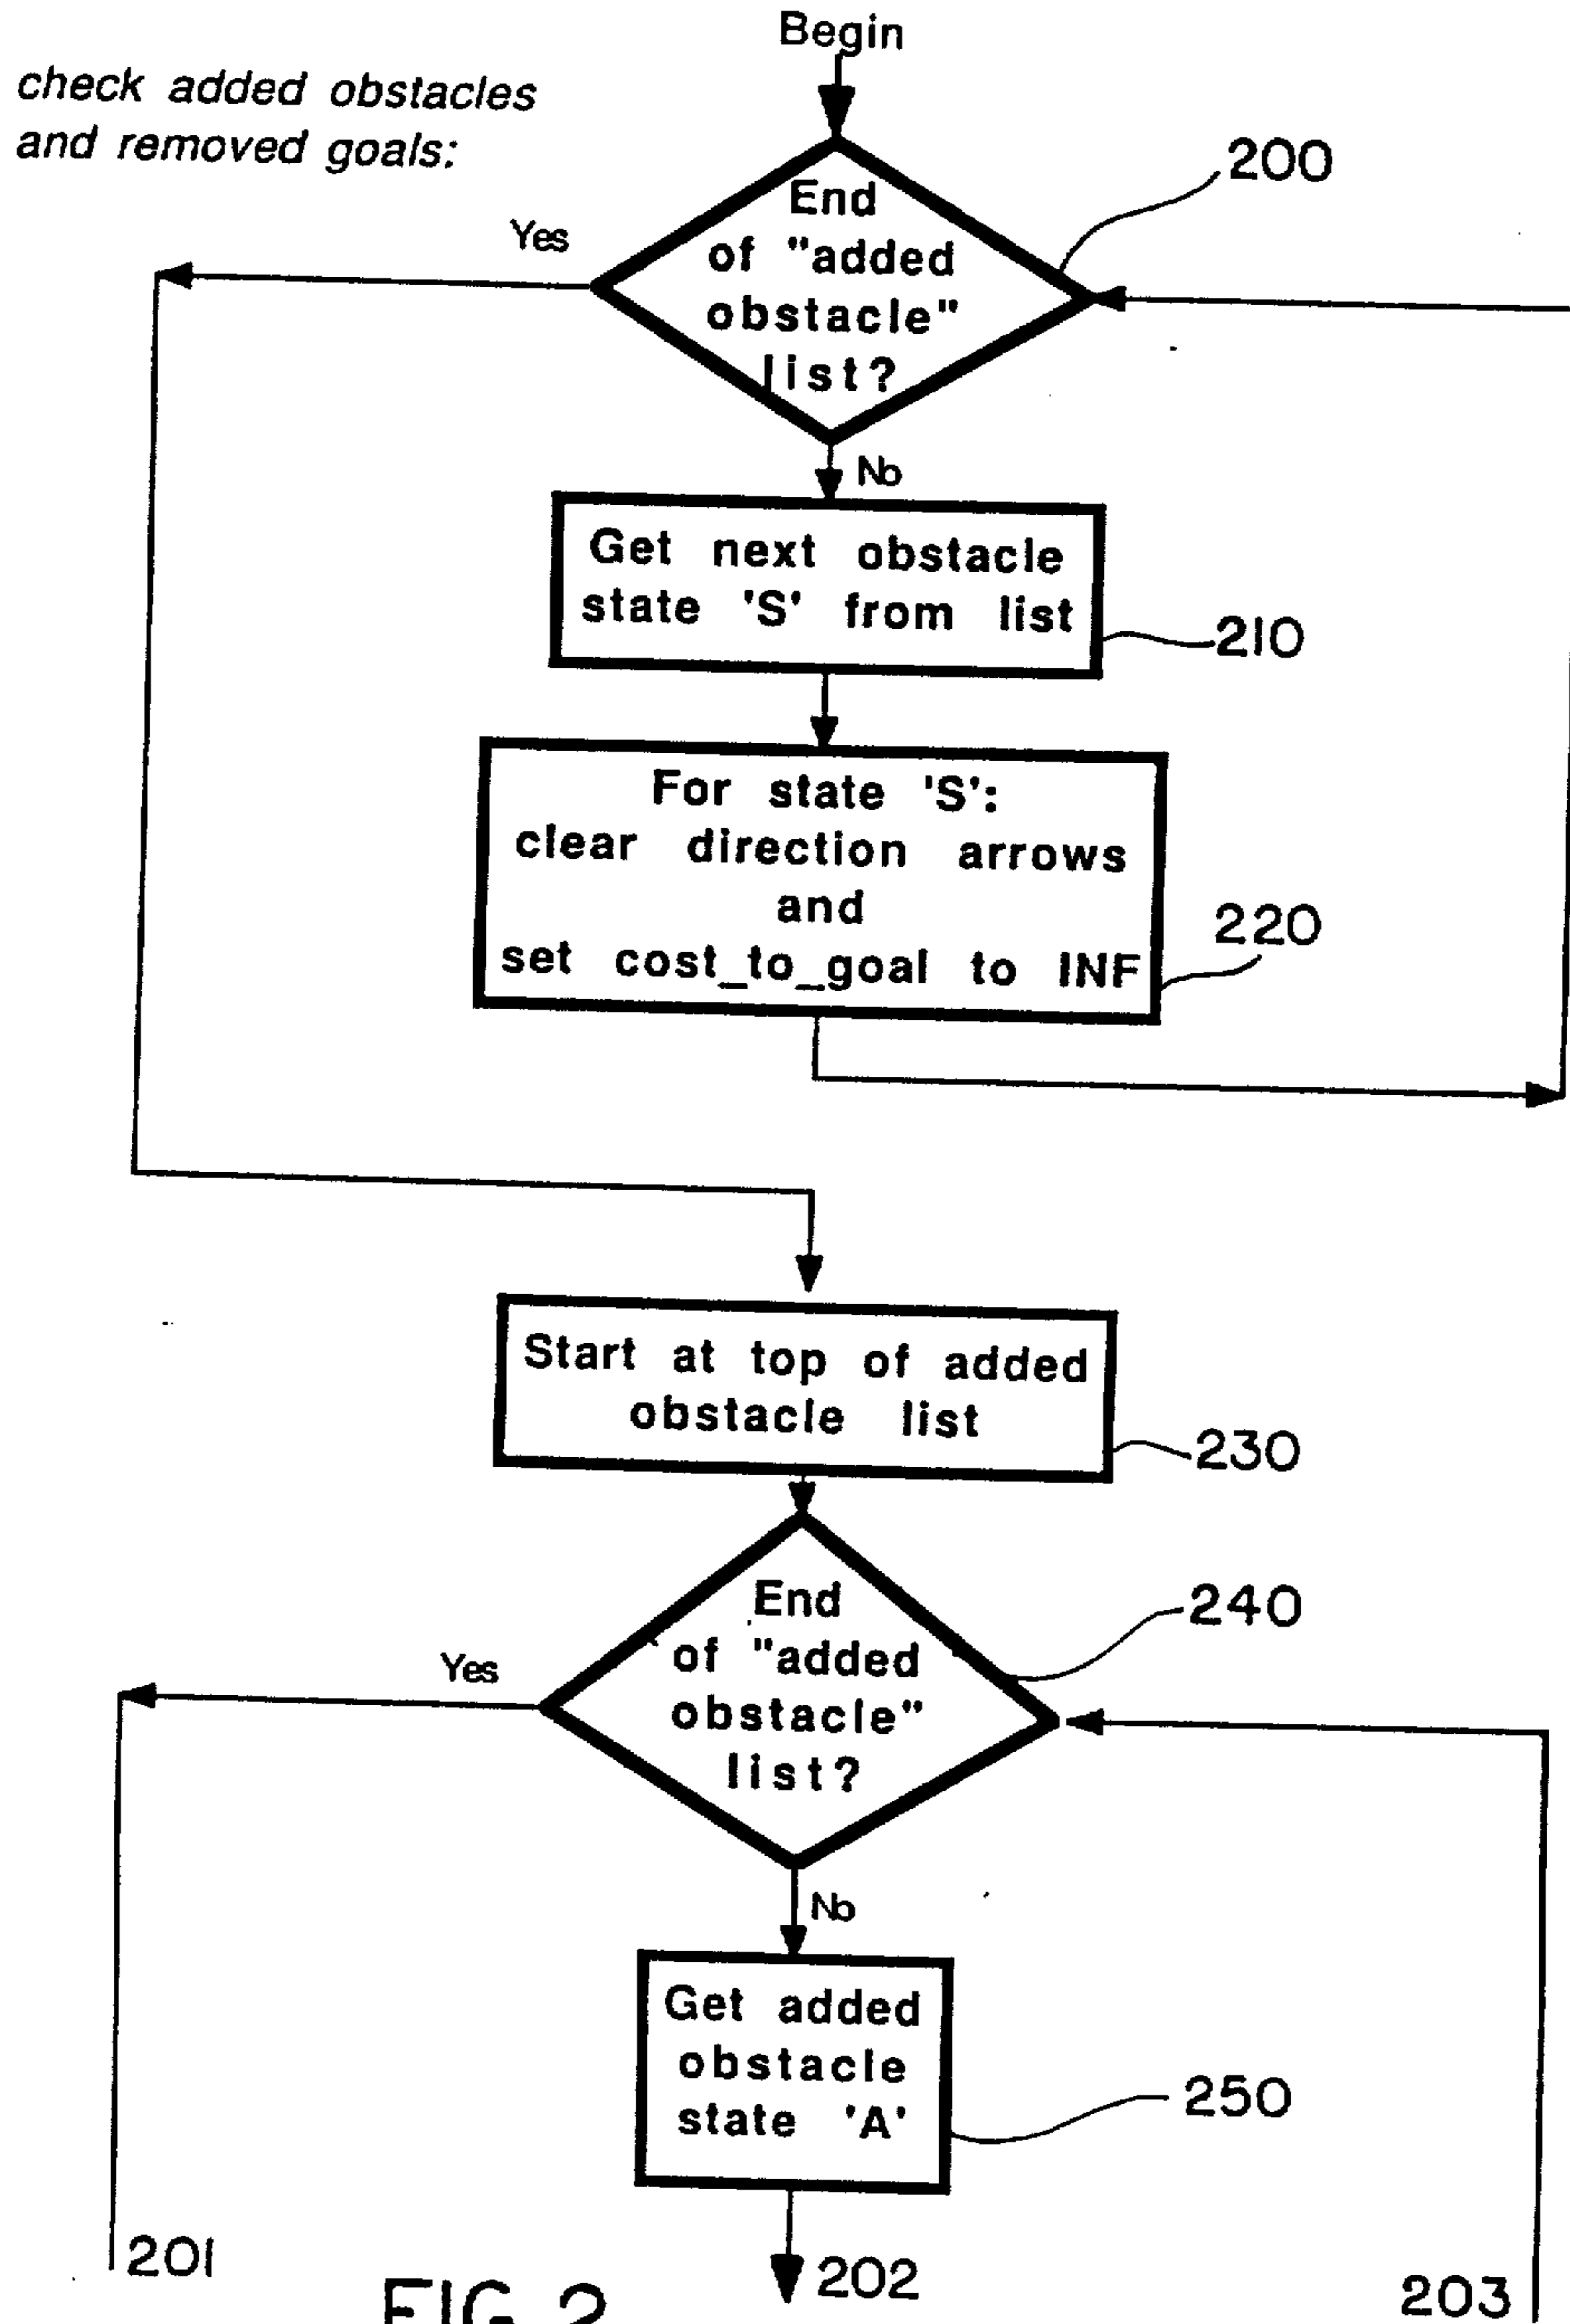 Begin
check added obstacles
and removed goals:
200
Yes
End
of "added
obstacle"
list?
No
Get next obstacle
state 'S' from list
210
For state 'S':
clear direction arrows
and
set cost_to_goal to INF
220
Start at top of added
obstacle list
230
240
Yes
End
of "added
obstacle"
list?
No
Get added
obstacle
state 'A'
250
201
202
203
FIG. 2